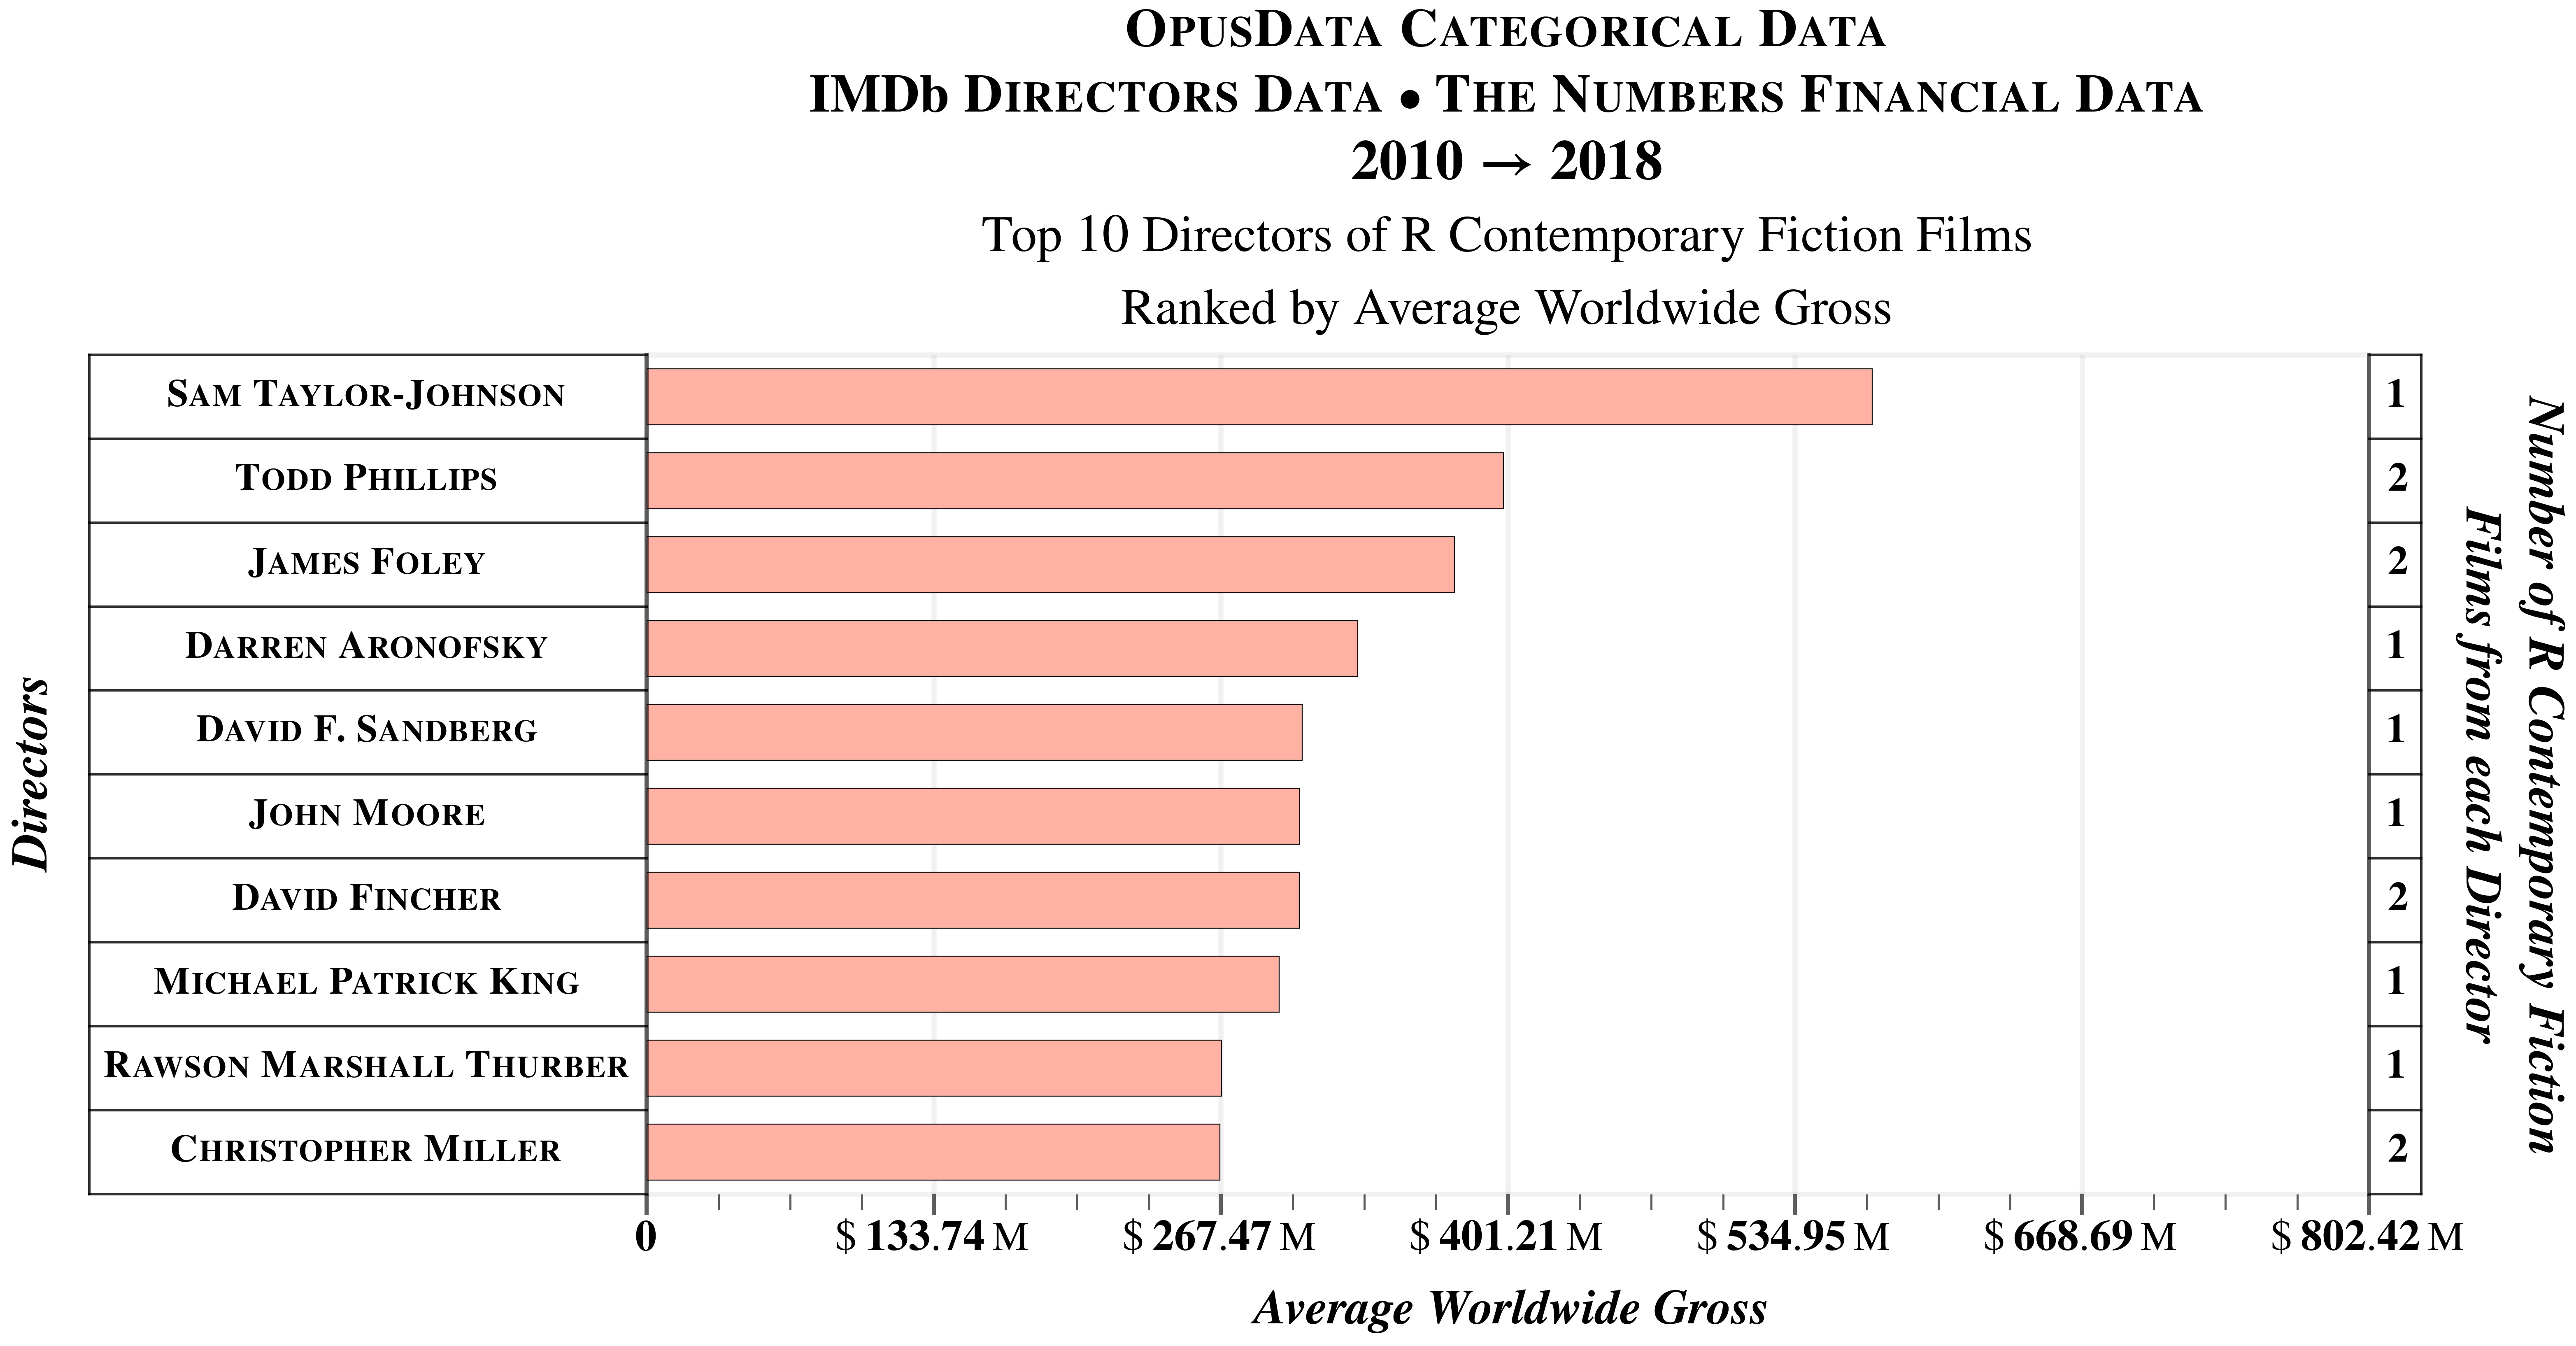 OpusData Categorical Data
IMDb Directors Data • The Numbers Financial Data
2010 → 2018
Top 10 Directors of R Contemporary Fiction Films
Ranked by Average Worldwide Gross
Directors
Sam Taylor-Johnson 1
Todd Phillips 2
James Foley 2
Darren Aronofsky 1
David F. Sandberg 1
John Moore 1
David Fincher 2
Michael Patrick King 1
Rawson Marshall Thurber 1
Christopher Miller 2
Number of R Contemporary Fiction
Films from each Director
0 $ 133.74 M $ 267.47 M $ 401.21 M $ 534.95 M $ 668.69 M $ 802.42 M
Average Worldwide Gross